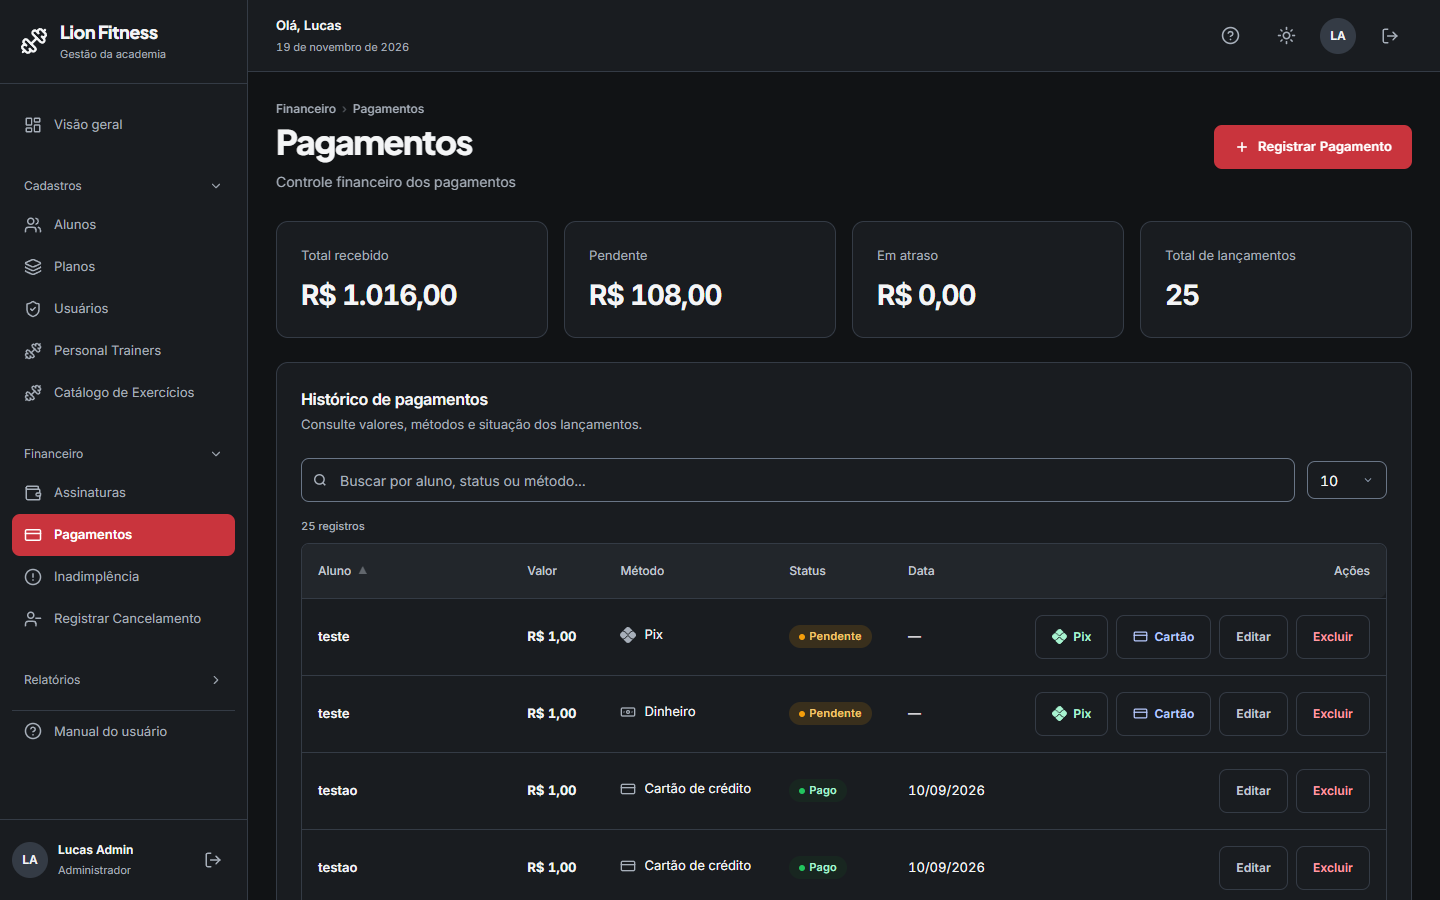 Lion Fitness
Gestão da academia
Visão geral
Cadastros
Alunos
Planos
Usuários
Personal Trainers
Catálogo de Exercícios
Financeiro
Assinaturas
Pagamentos
Inadimplência
Registrar Cancelamento
Relatórios
Manual do usuário
LA
Lucas Admin
Administrador
Olá, Lucas
19 de novembro de 2026
LA
Financeiro › Pagamentos
Pagamentos
Controle financeiro dos pagamentos
+ Registrar Pagamento
Total recebido
R$ 1.016,00
Pendente
R$ 108,00
Em atraso
R$ 0,00
Total de lançamentos
25
Histórico de pagamentos
Consulte valores, métodos e situação dos lançamentos.
Buscar por aluno, status ou método...
10
25 registros
Aluno ▲ Valor Método Status Data Ações
teste R$ 1,00 Pix Pendente — Pix Cartão Editar Excluir
teste R$ 1,00 Dinheiro Pendente — Pix Cartão Editar Excluir
testao R$ 1,00 Cartão de crédito Pago 10/09/2026 Editar Excluir
testao R$ 1,00 Cartão de crédito Pago 10/09/2026 Editar Excluir